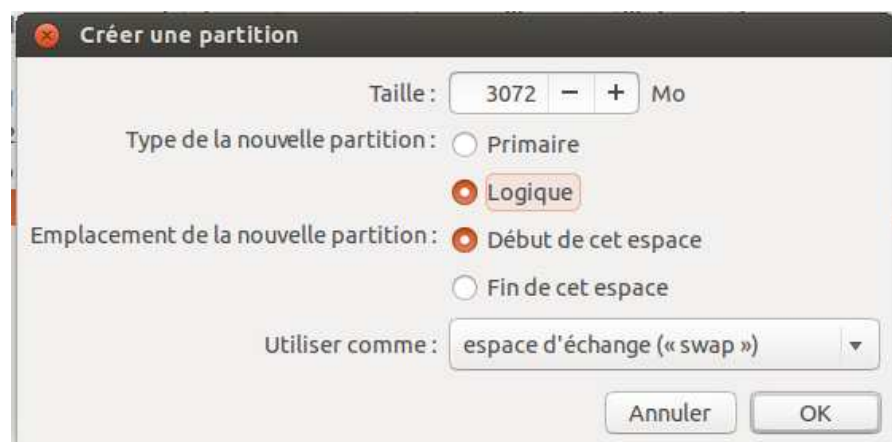 Créer une partition
Taille : 3072 − + Mo
Type de la nouvelle partition : Primaire
Logique
Emplacement de la nouvelle partition : Début de cet espace
Fin de cet espace
Utiliser comme : espace d'échange (« swap »)
Annuler OK